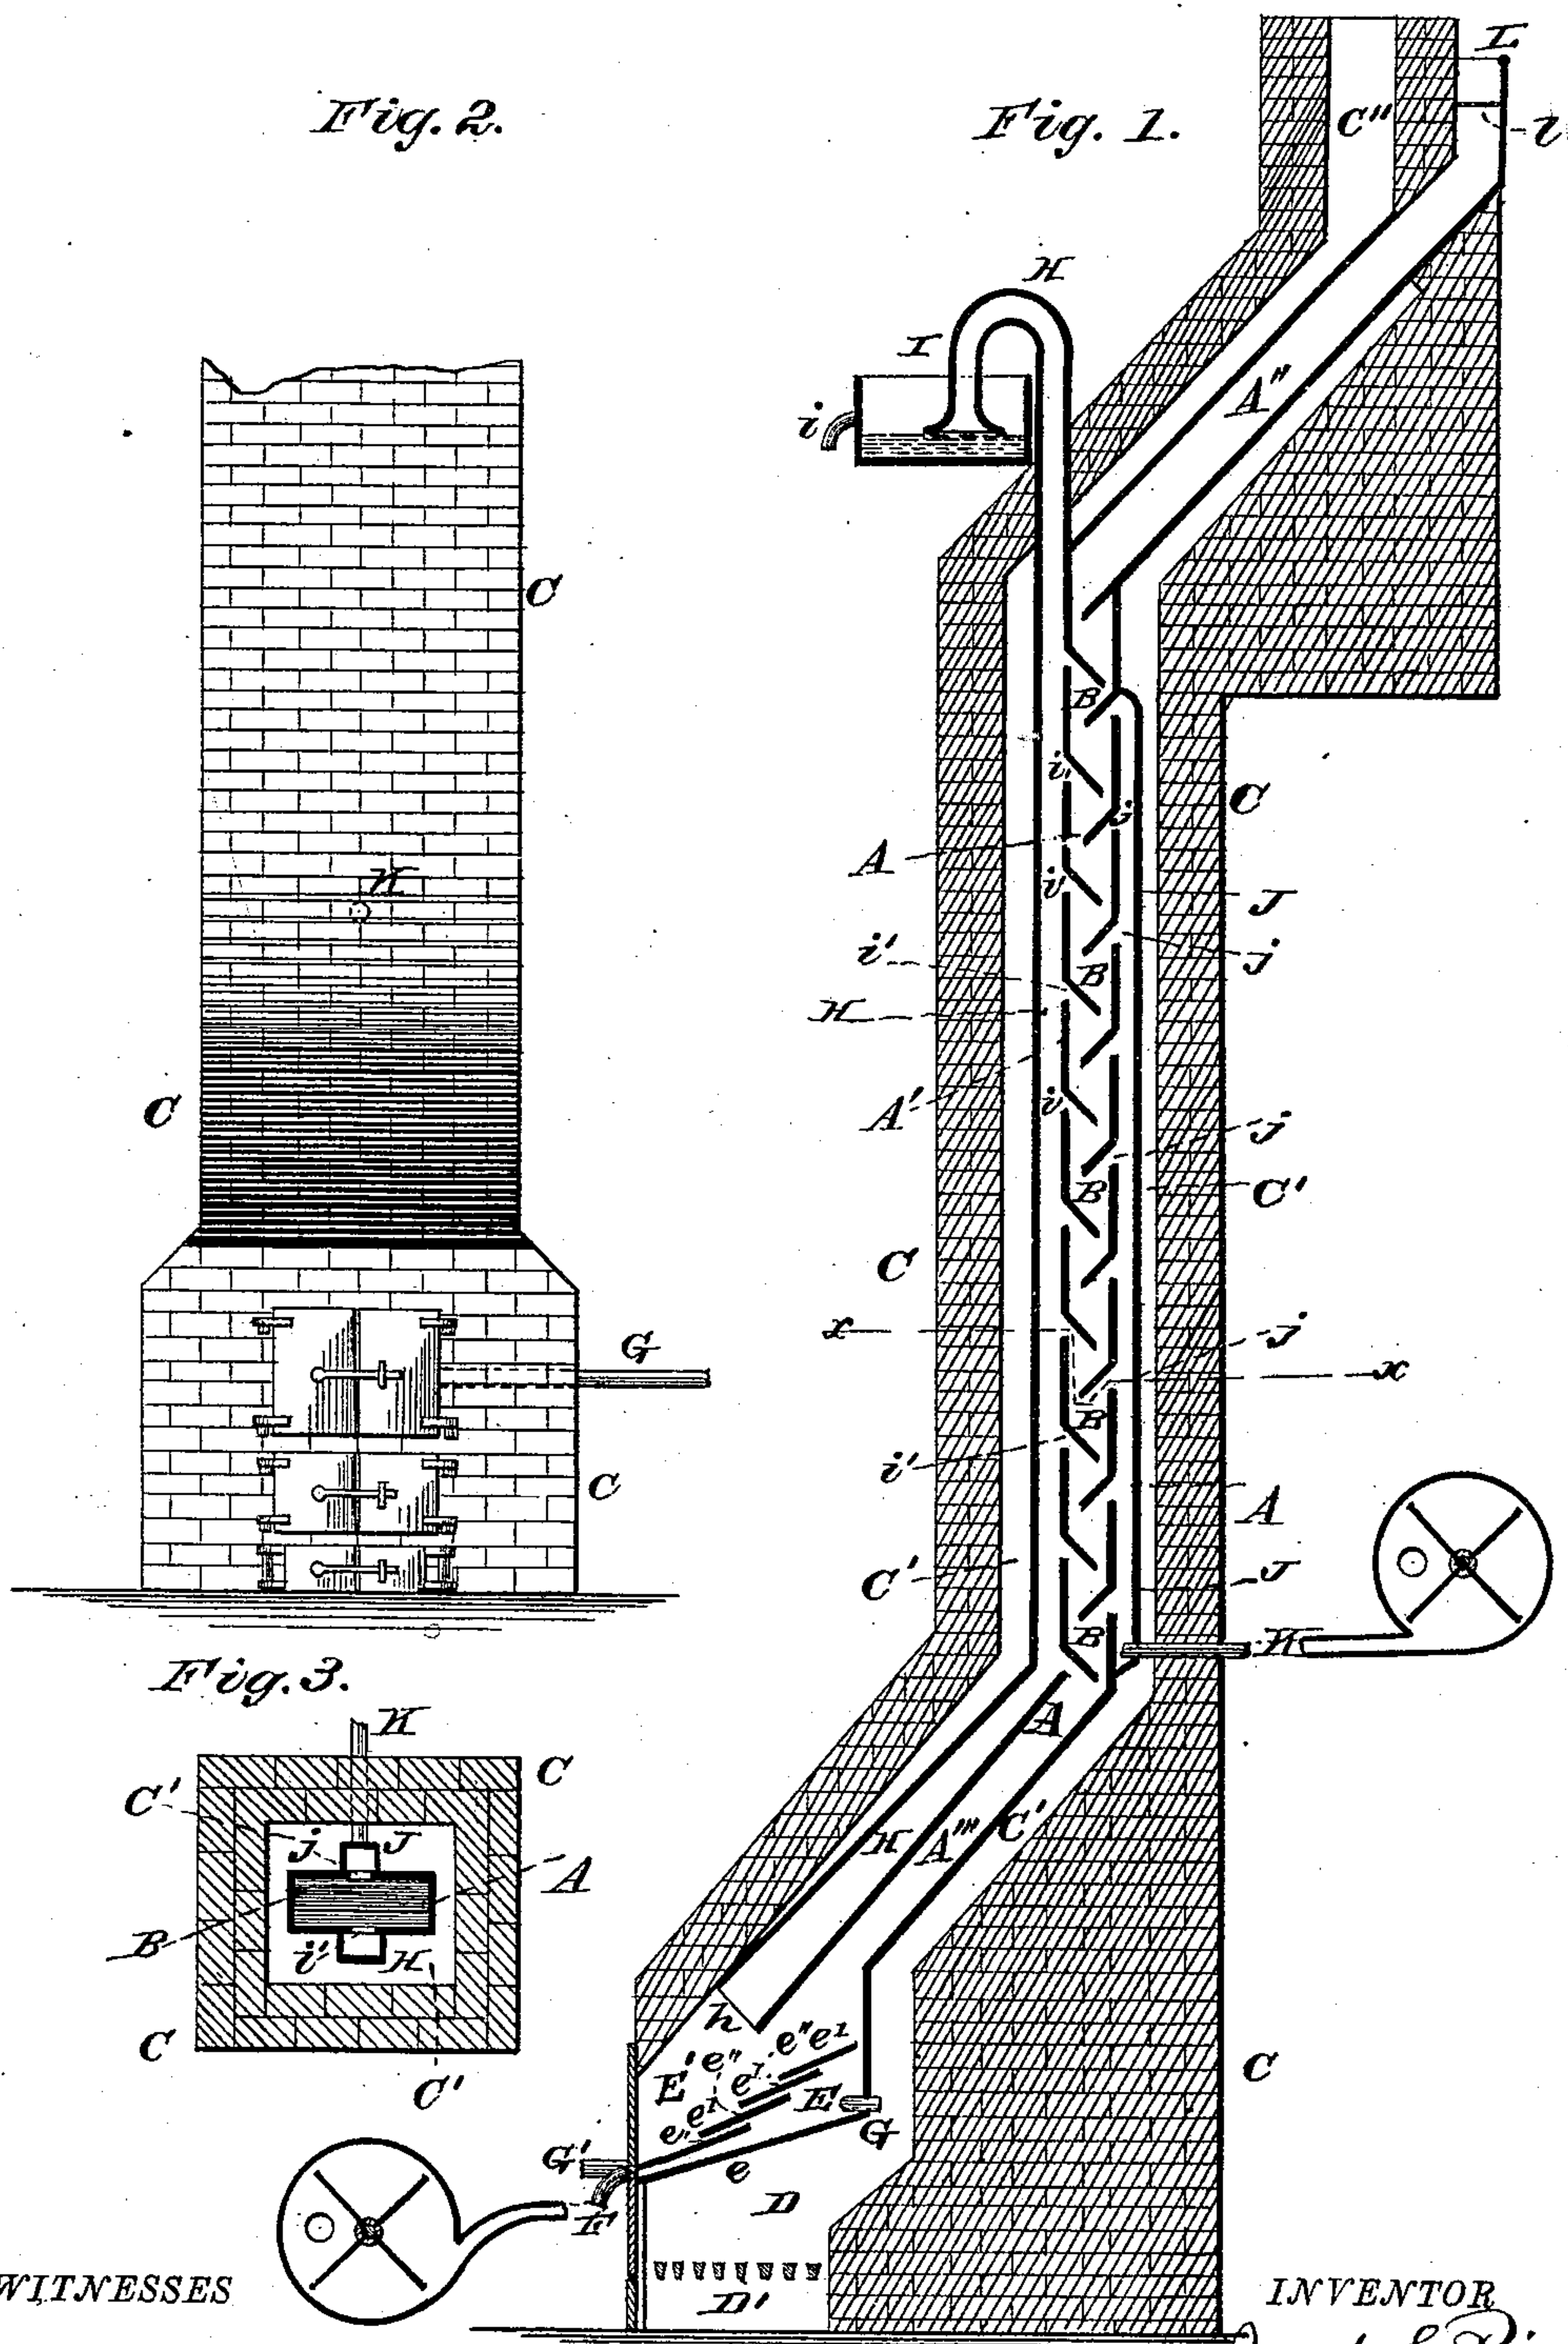 Fig. 2.
Fig. 1.
L
C"
l
H
I
i
A"
C
B
i'
C
j
A
K
i'
J
i'
B
j
H
A'
i'
C
j
B
C'
C
x
j
x
B
i'
A
G
C
C'
J
B
K
Fig. 3.
A
K
C
C'
j
J
H
A'''
C'
A
B
i'
H
h
C
e" e'
e"
E'
e'
C
C'
E
e'
e"
G
G'
e
D
F
WITNESSES
D'
INVENTOR